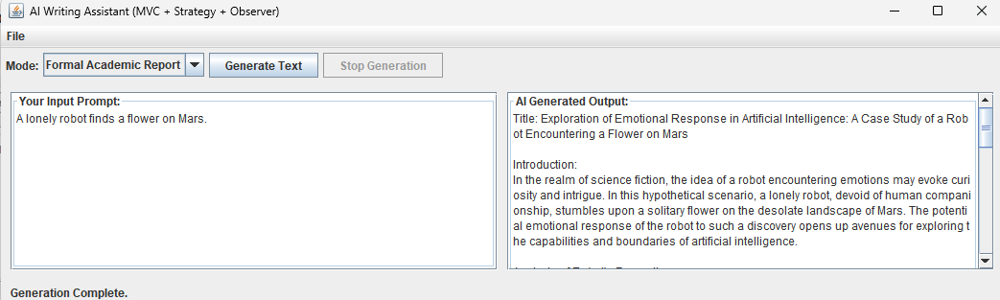 AI Writing Assistant (MVC + Strategy + Observer)
File
Mode: Formal Academic Report Generate Text Stop Generation
Your Input Prompt:
A lonely robot finds a flower on Mars.
AI Generated Output:
Title: Exploration of Emotional Response in Artificial Intelligence: A Case Study of a Rob
ot Encountering a Flower on Mars
Introduction:
In the realm of science fiction, the idea of a robot encountering emotions may evoke curi
osity and intrigue. In this hypothetical scenario, a lonely robot, devoid of human compani
onship, stumbles upon a solitary flower on the desolate landscape of Mars. The potenti
al emotional response of the robot to such a discovery opens up avenues for exploring t
he capabilities and boundaries of artificial intelligence.
Generation Complete.